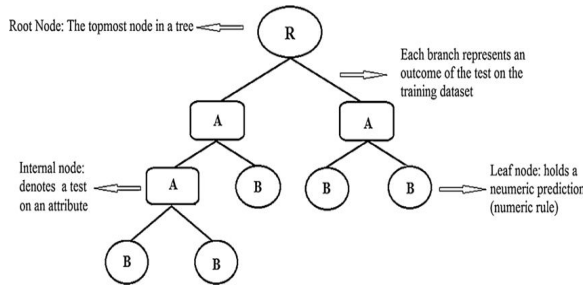 Root Node: The topmost node in a tree
R
Each branch represents an
outcome of the test on the
training dataset
A
A
Internal node:
denotes a test
on an attribute
A
B
B
B
Leaf node: holds a
neumeric prediction
(numeric rule)
B
B